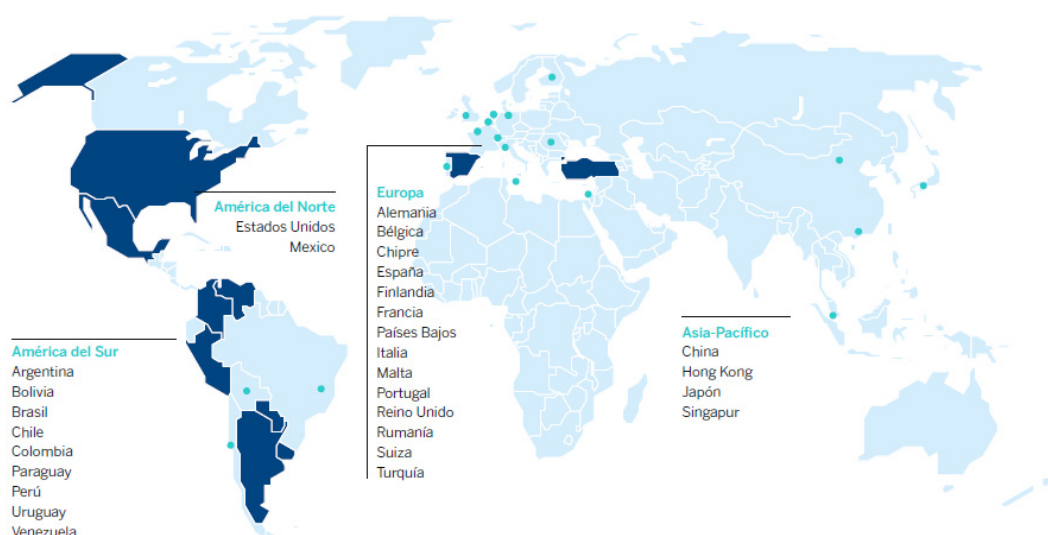 América del Norte
Estados Unidos
Mexico
América del Sur
Argentina
Bolivia
Brasil
Chile
Colombia
Paraguay
Perú
Uruguay
Venezuela
Europa
Alemania
Bélgica
Chipre
España
Finlandia
Francia
Países Bajos
Italia
Malta
Portugal
Reino Unido
Rumanía
Suiza
Turquía
Asia-Pacífico
China
Hong Kong
Japón
Singapur